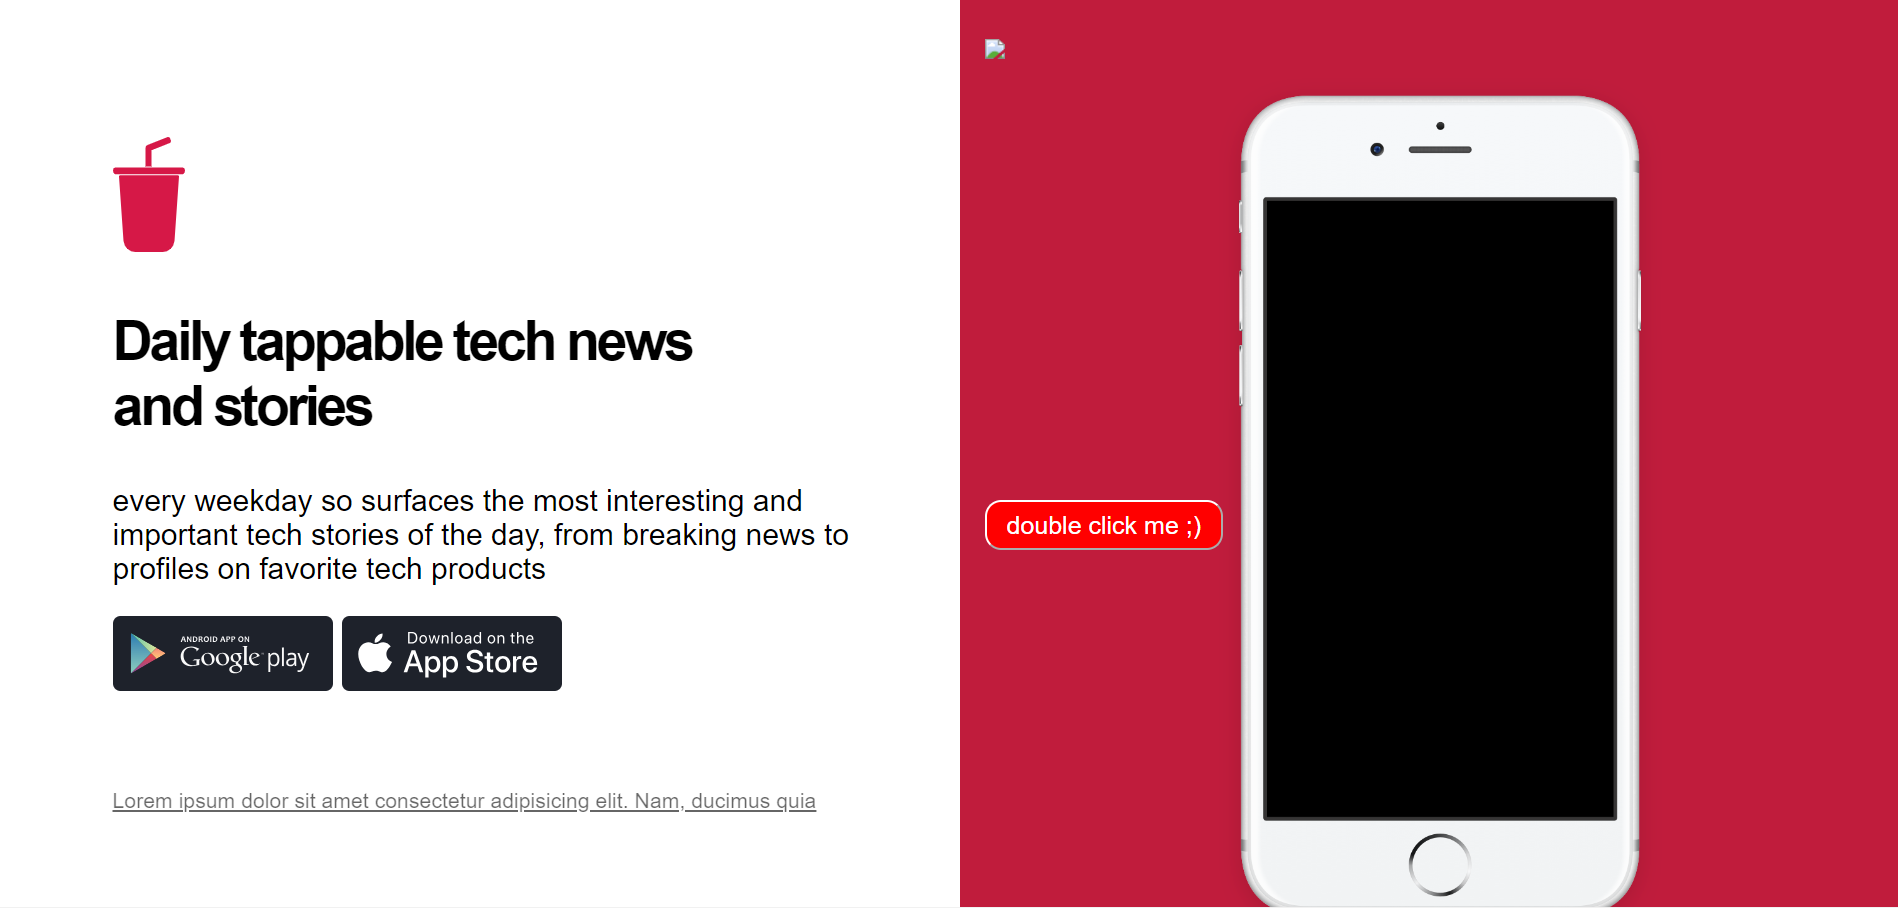 Daily tappable tech news
and stories
every weekday so surfaces the most interesting and
important tech stories of the day, from breaking news to
profiles on favorite tech products
ANDROID APP ON
Google play
Download on the
App Store
Lorem ipsum dolor sit amet consectetur adipisicing elit. Nam, ducimus quia
double click me ;)